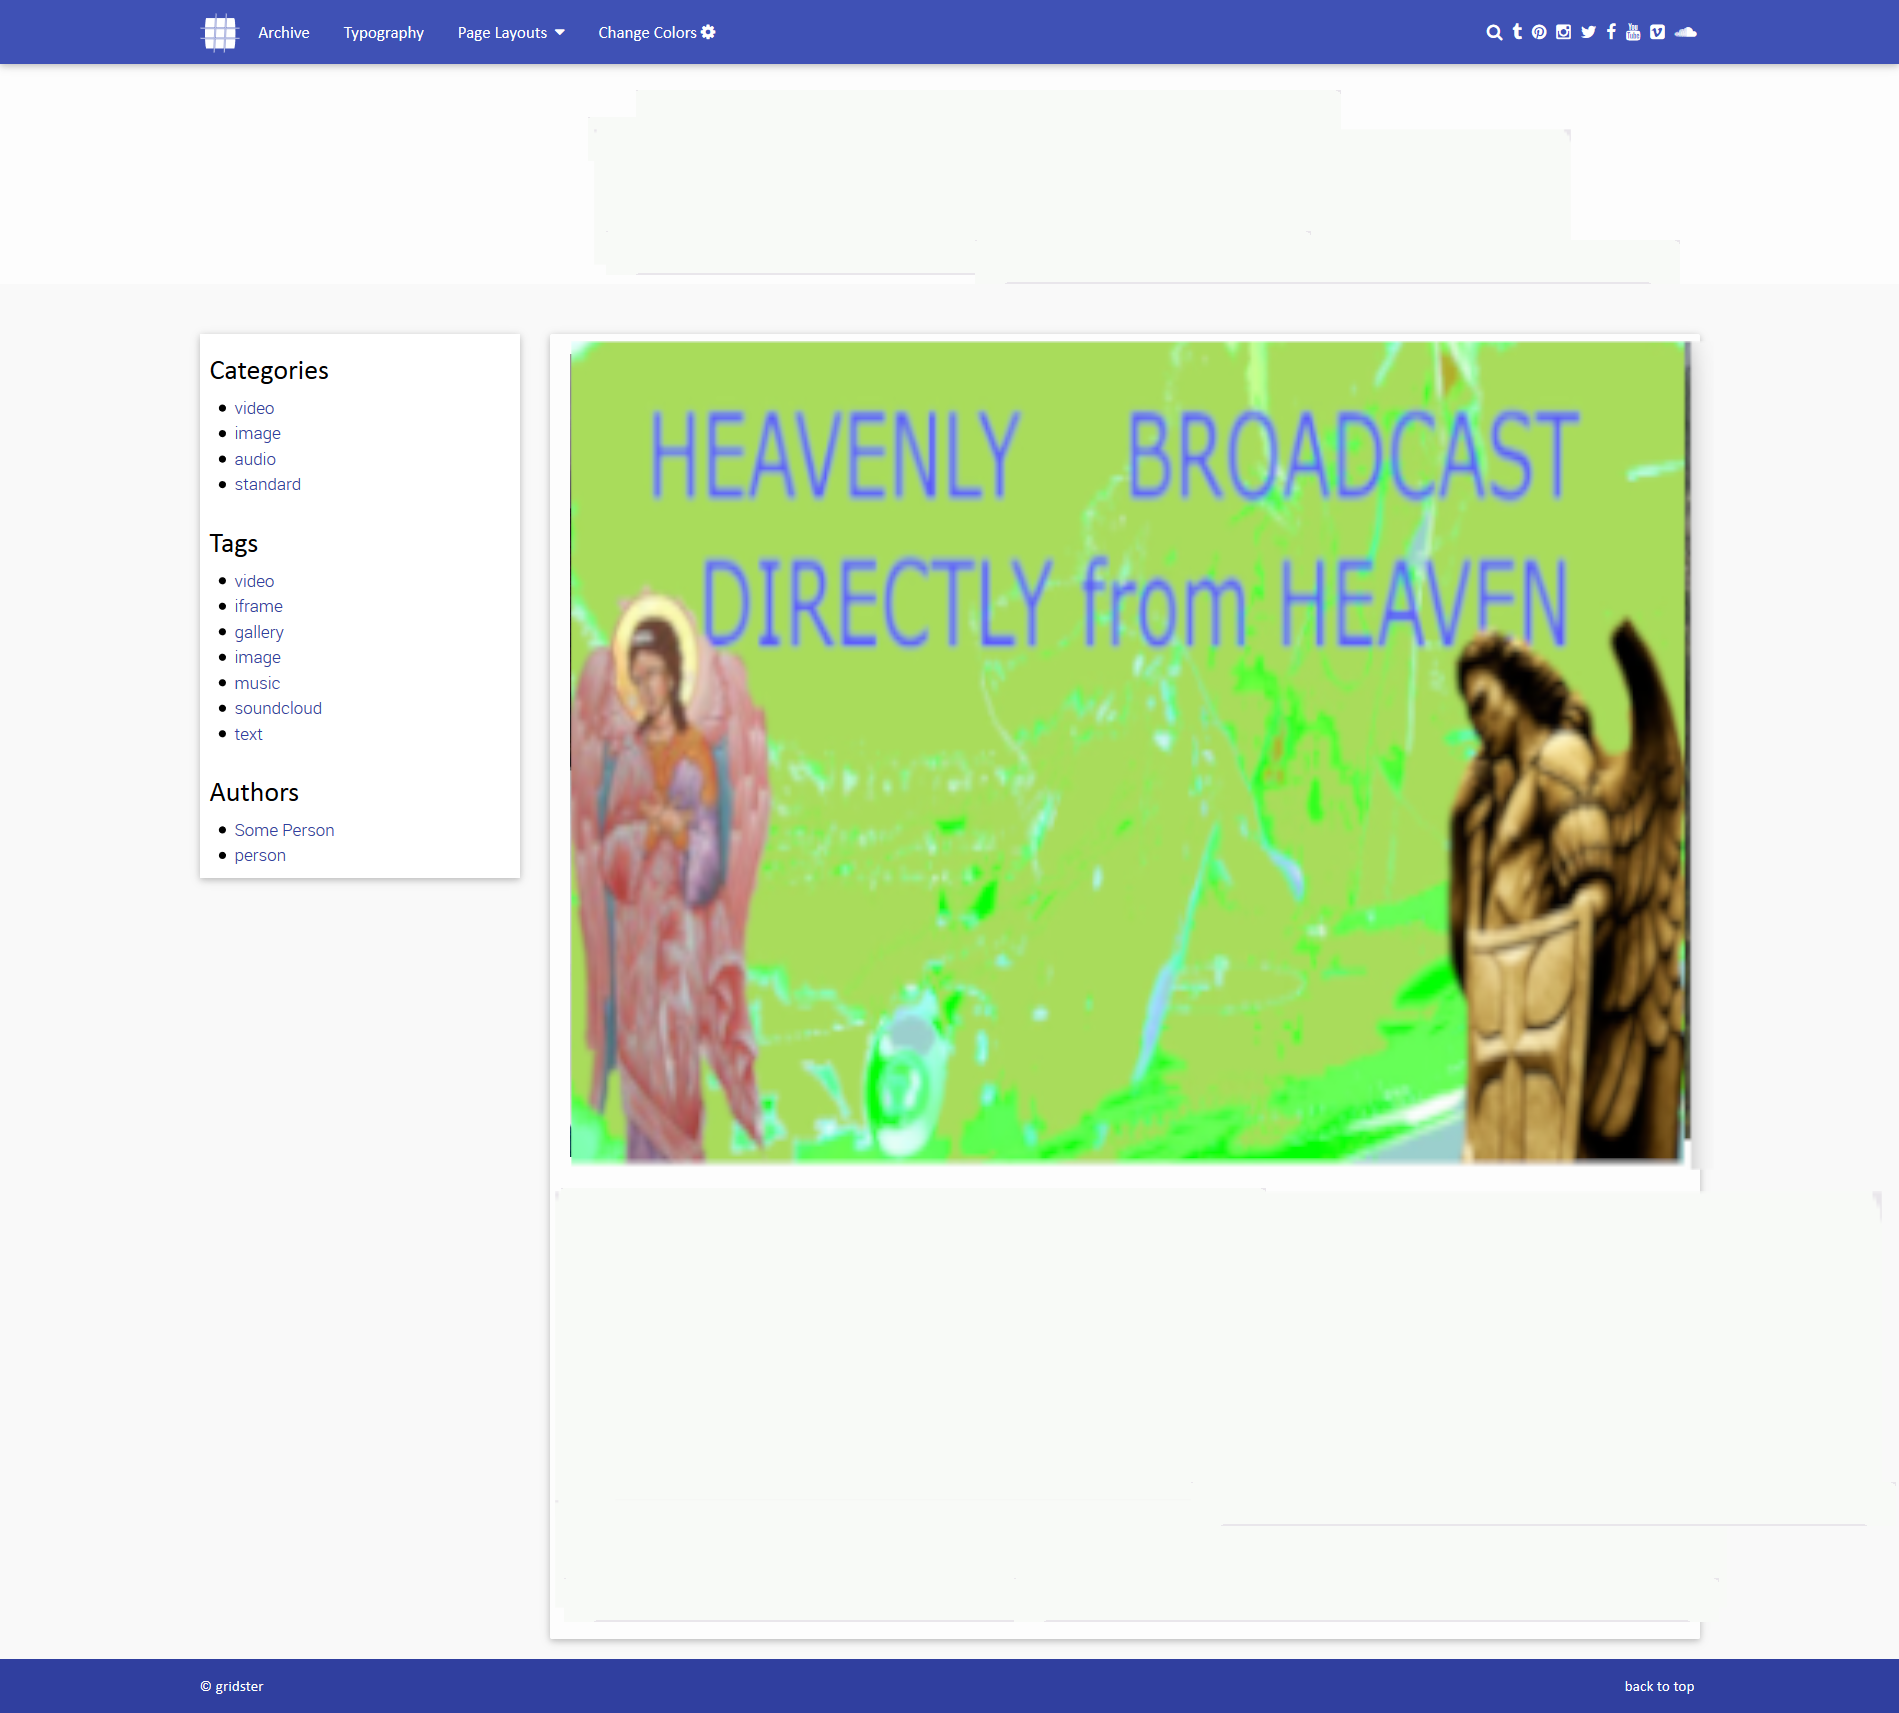 Archive
Typography
Page Layouts
Change Colors
Categories
video
image
audio
standard
Tags
video
iframe
gallery
image
music
soundcloud
text
Authors
Some Person
person
HEAVENLY BROADCAST
DIRECTLY from HEAVEN
© gridster
back to top